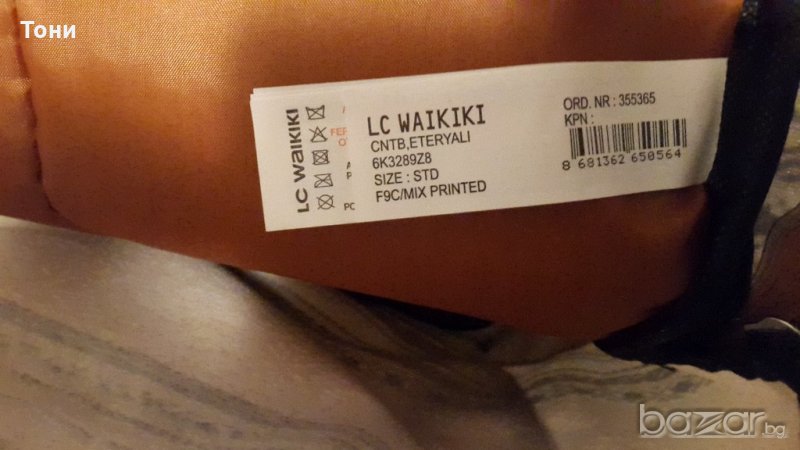 Тони
LC WAIKIKI
LC WAIKIKI
CNTB,ETERYALI
6K3289Z8
SIZE : STD
F9C/MIX PRINTED
ORD. NR : 355365
KPN :
8 681362 650564
FER
O
A
P
PC
bazar.bg